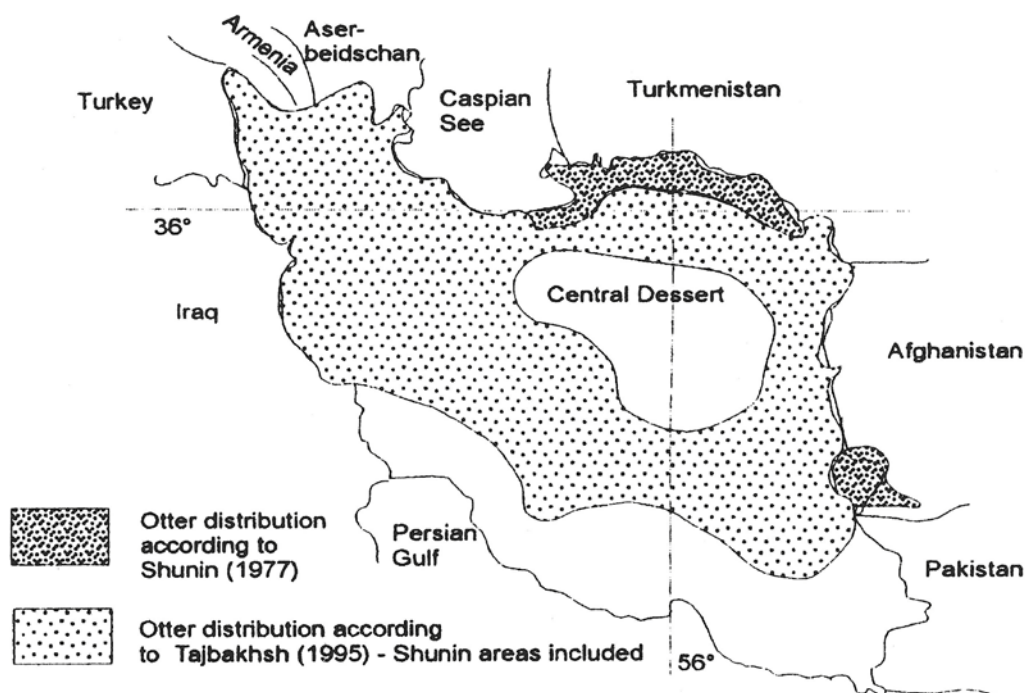 Armenia
Aser-
beidschan
Turkey
Caspian
See
Turkmenistan
36°
Iraq
Central Dessert
Afghanistan
Persian
Gulf
Pakistan
56°
Otter distribution
according to
Shunin (1977)
Otter distribution according
to Tajbakhsh (1995) - Shunin areas included